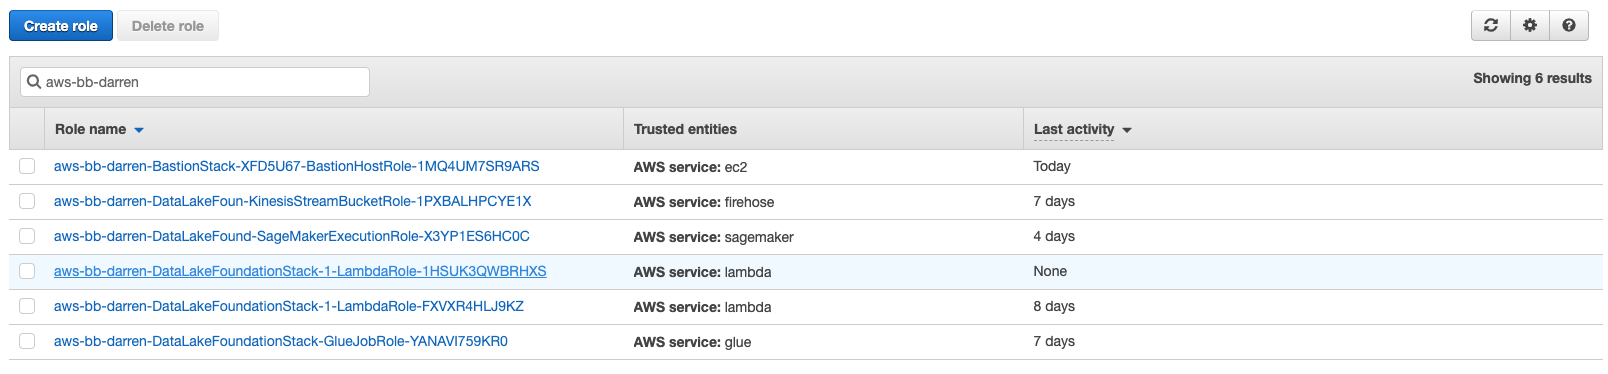 Create role Delete role
aws-bb-darren Showing 6 results
Role name Trusted entities Last activity
aws-bb-darren-BastionStack-XFD5U67-BastionHostRole-1MQ4UM7SR9ARS AWS service: ec2 Today
aws-bb-darren-DataLakeFoun-KinesisStreamBucketRole-1PXBALHPCYE1X AWS service: firehose 7 days
aws-bb-darren-DataLakeFound-SageMakerExecutionRole-X3YP1ES6HC0C AWS service: sagemaker 4 days
aws-bb-darren-DataLakeFoundationStack-1-LambdaRole-1HSUK3QWBRHXS AWS service: lambda None
aws-bb-darren-DataLakeFoundationStack-1-LambdaRole-FXVXR4HLJ9KZ AWS service: lambda 8 days
aws-bb-darren-DataLakeFoundationStack-GlueJobRole-YANAVI759KR0 AWS service: glue 7 days